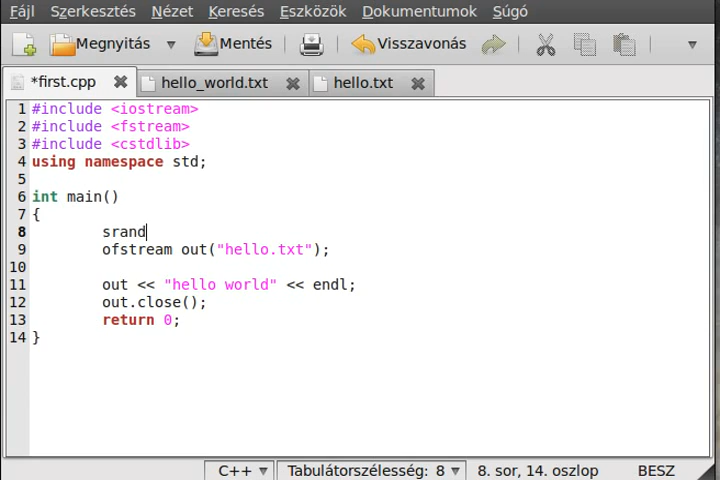 Fájl Szerkesztés Nézet Keresés Eszközök Dokumentumok Súgó
Megnyitás Mentés Visszavonás
*first.cpp hello_world.txt hello.txt
1 #include <iostream>
2 #include <fstream>
3 #include <cstdlib>
4 using namespace std;
5
6 int main()
7 {
8 srand
9 ofstream out("hello.txt");
10
11 out << "hello world" << endl;
12 out.close();
13 return 0;
14 }
C++ Tabulátorszélesség: 8 8. sor, 14. oszlop BESZ